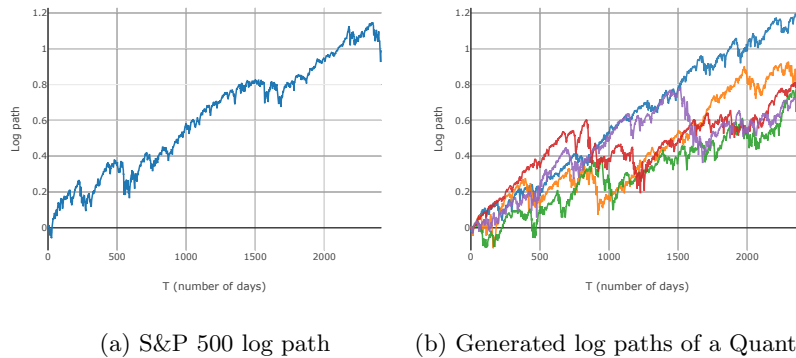 1.2
1
0.8
0.6
0.4
0.2
0
Log path
0 500 1000 1500 2000
T (number of days)
1.2
1
0.8
0.6
0.4
0.2
0
Log path
0 500 1000 1500 2000
T (number of days)
(a) S&P 500 log path
(b) Generated log paths of a Quant